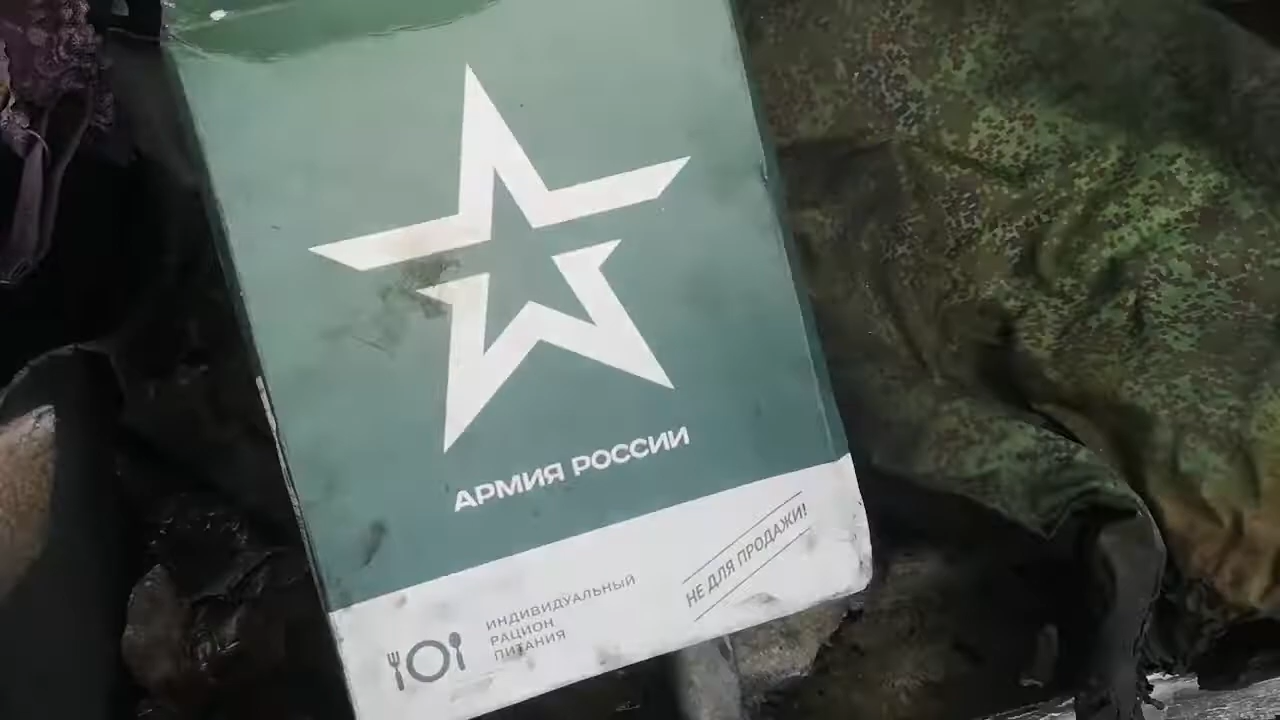 АРМИЯ РОССИИ
ИНДИВИДУАЛЬНЫЙ
РАЦИОН
ПИТАНИЯ
НЕ ДЛЯ ПРОДАЖИ!